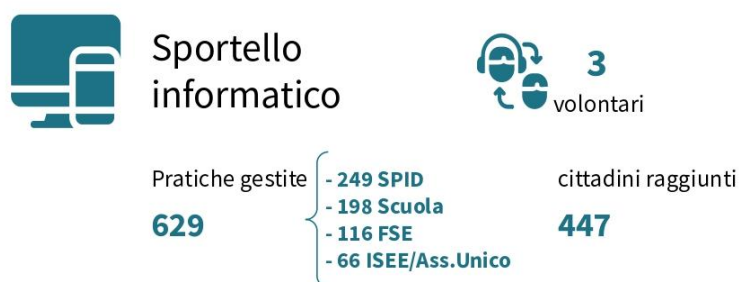 Sportello
informatico
3
volontari
Pratiche gestite
629
- 249 SPID
- 198 Scuola
- 116 FSE
- 66 ISEE/Ass.Unico
cittadini raggiunti
447